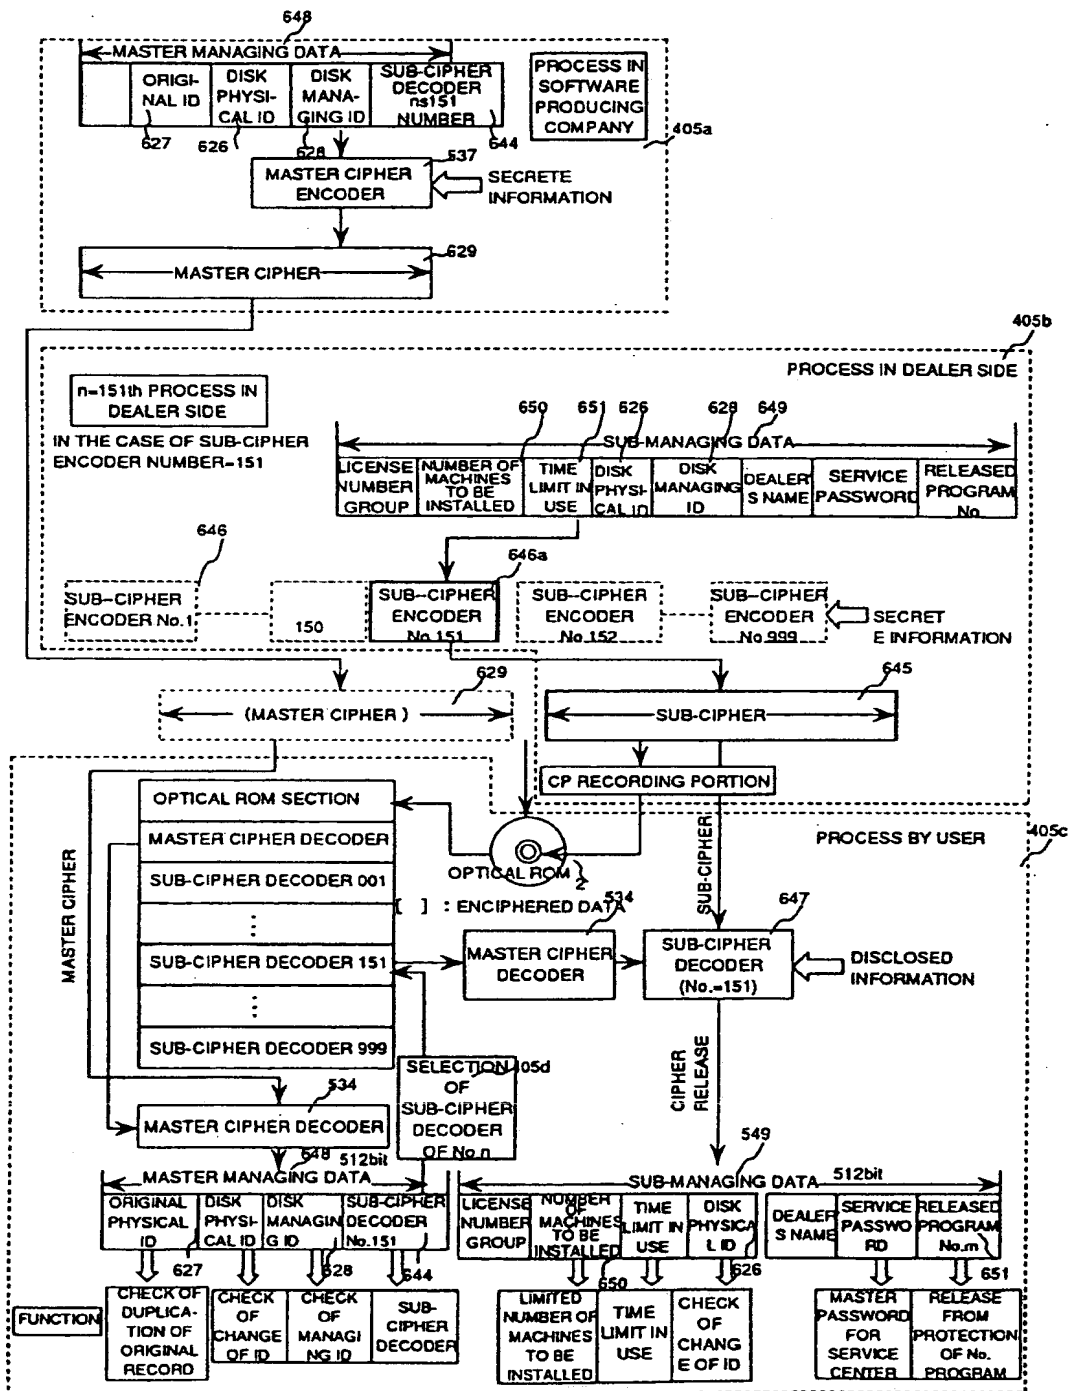 648
MASTER MANAGING DATA
ORIGI-
NAL ID
DISK
PHYSI-
CAL ID
DISK
MANA-
GING ID
SUB-CIPHER
DECODER
ns151
NUMBER
PROCESS IN
SOFTWARE
PRODUCING
COMPANY
627
626
628
644
405a
537
MASTER CIPHER
ENCODER
SECRETE
INFORMATION
629
MASTER CIPHER
405b
PROCESS IN DEALER SIDE
n=151th PROCESS IN
DEALER SIDE
IN THE CASE OF SUB-CIPHER
ENCODER NUMBER-151
650
651
626
628
649
SUB-MANAGING DATA
LICENSE
NUMBER
GROUP
NUMBER OF
MACHINES
TO BE
INSTALLED
TIME
LIMIT IN
USE
DISK
PHYSI-
CAL ID
DISK
MANAGING
ID
DEALER'
S NAME
SERVICE
PASSWORD
RELEASED
PROGRAM
No
646
646a
SUB-CIPHER
ENCODER No.1
150
SUB--CIPHER
ENCODER
No.151
SUB--CIPHER
ENCODER
No.152
SUB--CIPHER
ENCODER
No.999
SECRET
E INFORMATION
629
(MASTER CIPHER )
645
SUB-CIPHER
CP RECORDING PORTION
OPTICAL ROM SECTION
MASTER CIPHER DECODER
SUB-CIPHER DECODER 001
⋮
SUB-CIPHER DECODER 151
⋮
SUB-CIPHER DECODER 999
MASTER CIPHER
PROCESS BY USER
405c
OPTICAL ROM
2
SUB-CIPHER
[ ] : ENCIPHERED DATA
534
MASTER CIPHER
DECODER
647
SUB-CIPHER
DECODER
(No.=151)
DISCLOSED
INFORMATION
CIPHER
RELEASE
SELECTION
OF
SUB-CIPHER
DECODER
OF No.n
405d
534
MASTER CIPHER DECODER
648
512bit
MASTER MANAGING DATA
ORIGINAL
PHYSICAL
ID
DISK
PHYSI-
CAL ID
DISK
MANAGIN
G ID
SUB-CIPHER
DECODER
No.151
627
628
644
549
512bit
SUB-MANAGING DATA
LICENSE
NUMBER
GROUP
NUMBER
OF
MACHINES
TO BE
INSTALLED
TIME
LIMIT IN
USE
DISK
PHYSICA
L ID
DEALER'
S NAME
SERVICE
PASSWO
RD
RELEASED
PROGRAM
No.m
650
626
651
FUNCTION
CHECK OF
DUPLICA-
TION OF
ORIGINAL
RECORD
CHECK
OF
CHANGE
OF ID
CHECK
OF
MANAGI
NG ID
SUB-
CIPHER
DECODER
LIMITED
NUMBER OF
MACHINES
TO BE
INSTALLED
TIME
LIMIT IN
USE
CHECK
OF
CHANG
E OF ID
MASTER
PASSWORD
FOR
SERVICE
CENTER
RELEASE
FROM
PROTECTION
OF No.
PROGRAM